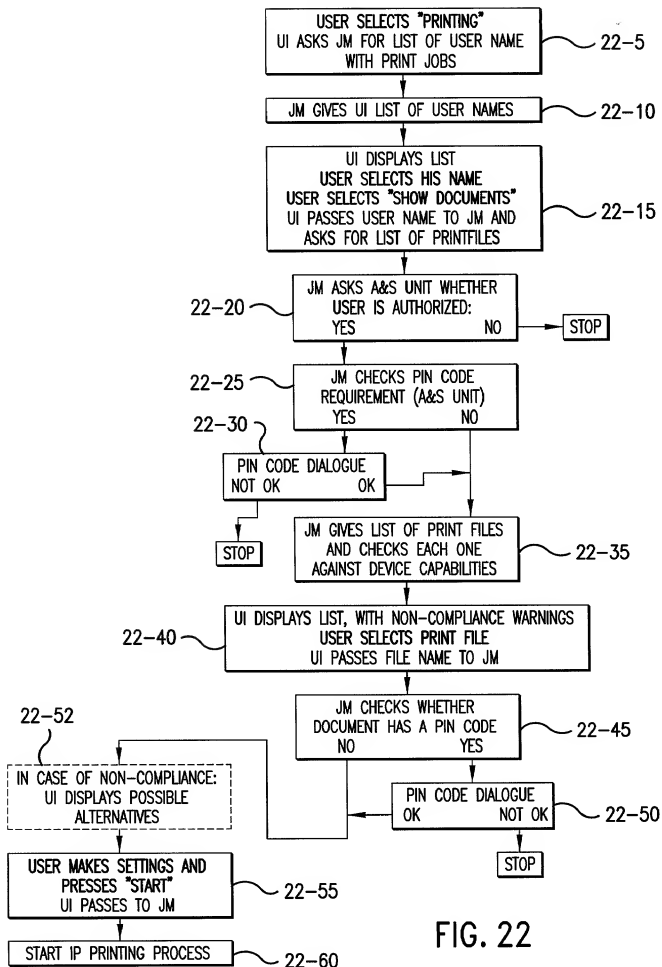 USER SELECTS "PRINTING"
UI ASKS JM FOR LIST OF USER NAME
WITH PRINT JOBS
22-5
JM GIVES UI LIST OF USER NAMES
22-10
UI DISPLAYS LIST
USER SELECTS HIS NAME
USER SELECTS "SHOW DOCUMENTS"
UI PASSES USER NAME TO JM AND
ASKS FOR LIST OF PRINTFILES
22-15
22-20
JM ASKS A&S UNIT WHETHER
USER IS AUTHORIZED:
YES NO
STOP
22-25
JM CHECKS PIN CODE
REQUIREMENT (A&S UNIT)
YES NO
22-30
PIN CODE DIALOGUE
NOT OK OK
STOP
JM GIVES LIST OF PRINT FILES
AND CHECKS EACH ONE
AGAINST DEVICE CAPABILITIES
22-35
22-40
UI DISPLAYS LIST, WITH NON-COMPLIANCE WARNINGS
USER SELECTS PRINT FILE
UI PASSES FILE NAME TO JM
JM CHECKS WHETHER
DOCUMENT HAS A PIN CODE
NO YES
22-45
22-52
IN CASE OF NON-COMPLIANCE:
UI DISPLAYS POSSIBLE
ALTERNATIVES
PIN CODE DIALOGUE
OK NOT OK
22-50
STOP
USER MAKES SETTINGS AND
PRESSES "START"
UI PASSES TO JM
22-55
START IP PRINTING PROCESS
22-60
FIG. 22